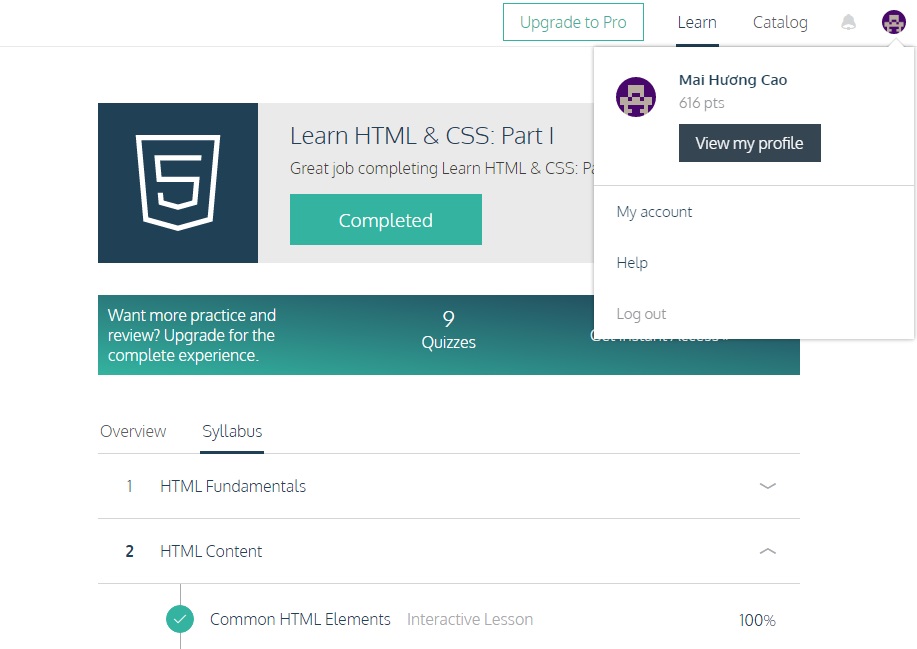 Upgrade to Pro
Learn
Catalog
Mai Hương Cao
616 pts
View my profile
My account
Help
Log out
Learn HTML & CSS: Part I
Great job completing Learn HTML & CSS:
Completed
Want more practice and
review? Upgrade for the
complete experience.
9
Quizzes
Get Instant Access »
Overview
Syllabus
1 HTML Fundamentals
2 HTML Content
Common HTML Elements Interactive Lesson 100%